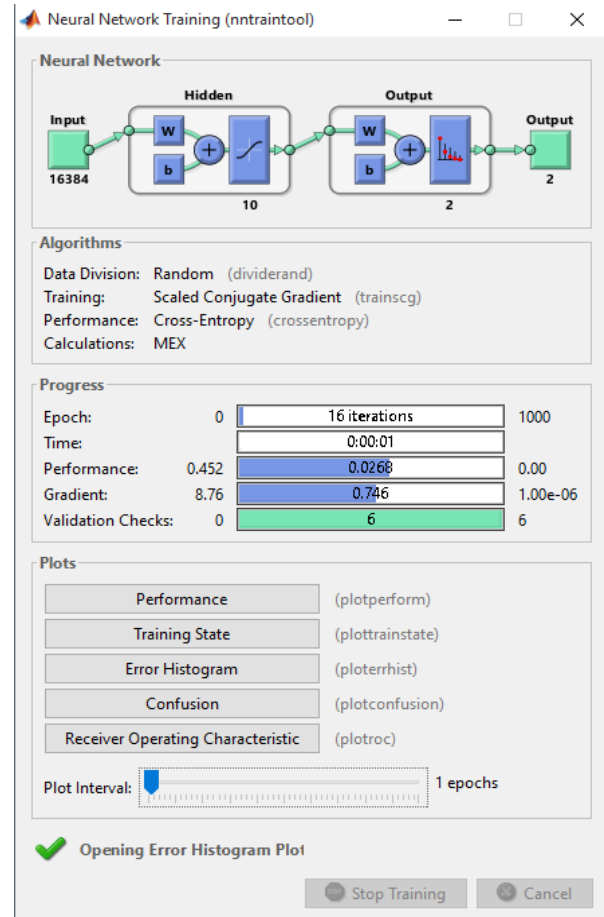 Neural Network Training (nntraintool)
Neural Network
Hidden
Output
Input
W
b
+
W
b
+
Output
16384
10
2
2
Algorithms
Data Division: Random (dividerand)
Training: Scaled Conjugate Gradient (trainscg)
Performance: Cross-Entropy (crossentropy)
Calculations: MEX
Progress
Epoch: 0 16 iterations 1000
Time: 0:00:01
Performance: 0.452 0.0268 0.00
Gradient: 8.76 0.746 1.00e-06
Validation Checks: 0 6 6
Plots
Performance (plotperform)
Training State (plottrainstate)
Error Histogram (ploterrhist)
Confusion (plotconfusion)
Receiver Operating Characteristic (plotroc)
Plot Interval: 1 epochs
Opening Error Histogram Plot
Stop Training Cancel